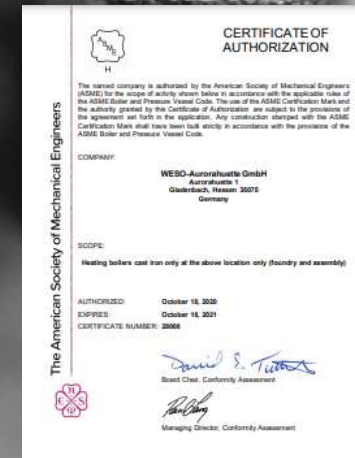 CERTIFICATE OF
AUTHORIZATION
ASME
H
The named company is authorized by the American Society of Mechanical Engineers
(ASME) for the scope of activity shown below in accordance with the applicable rules of
the ASME Boiler and Pressure Vessel Code. The use of the ASME Certification Mark and
the authority granted by this Certificate of Authorization are subject to the provisions of
the agreement set forth in the application. Any construction stamped with the ASME
Certification Mark shall have been built strictly in accordance with the provisions of the
ASME Boiler and Pressure Vessel Code.
The American Society of Mechanical Engineers
COMPANY:
WESO-Aurorahuette GmbH
Aurorahuette 1
Gladenbach, Hessen 35075
Germany
SCOPE:
Heating boilers cast iron only at the above location only (foundry and assembly)
AUTHORIZED: October 18, 2020
EXPIRES: October 18, 2021
CERTIFICATE NUMBER:
Board Chair, Conformity Assessment
Managing Director, Conformity Assessment